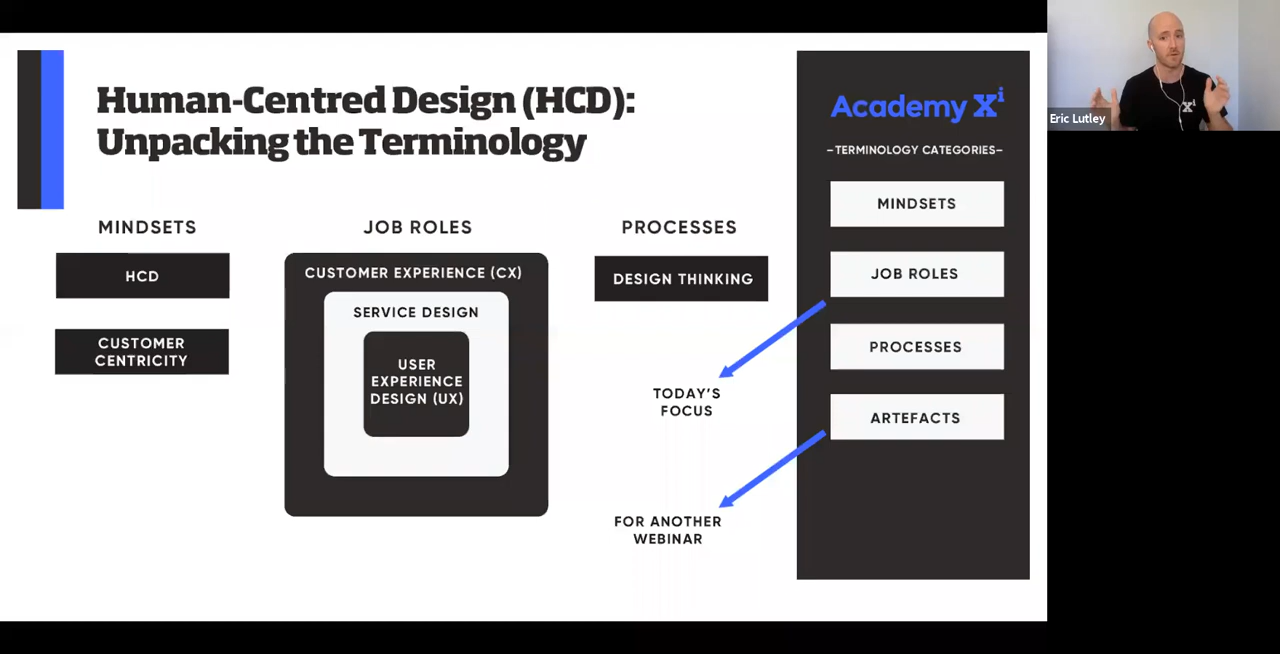 Human-Centred Design (HCD):
Unpacking the Terminology
MINDSETS
HCD
CUSTOMER
CENTRICITY
JOB ROLES
CUSTOMER EXPERIENCE (CX)
SERVICE DESIGN
USER
EXPERIENCE
DESIGN (UX)
PROCESSES
DESIGN THINKING
TODAY'S
FOCUS
FOR ANOTHER
WEBINAR
Academy Xi
–TERMINOLOGY CATEGORIES–
MINDSETS
JOB ROLES
PROCESSES
ARTEFACTS
Xi
Eric Lutley